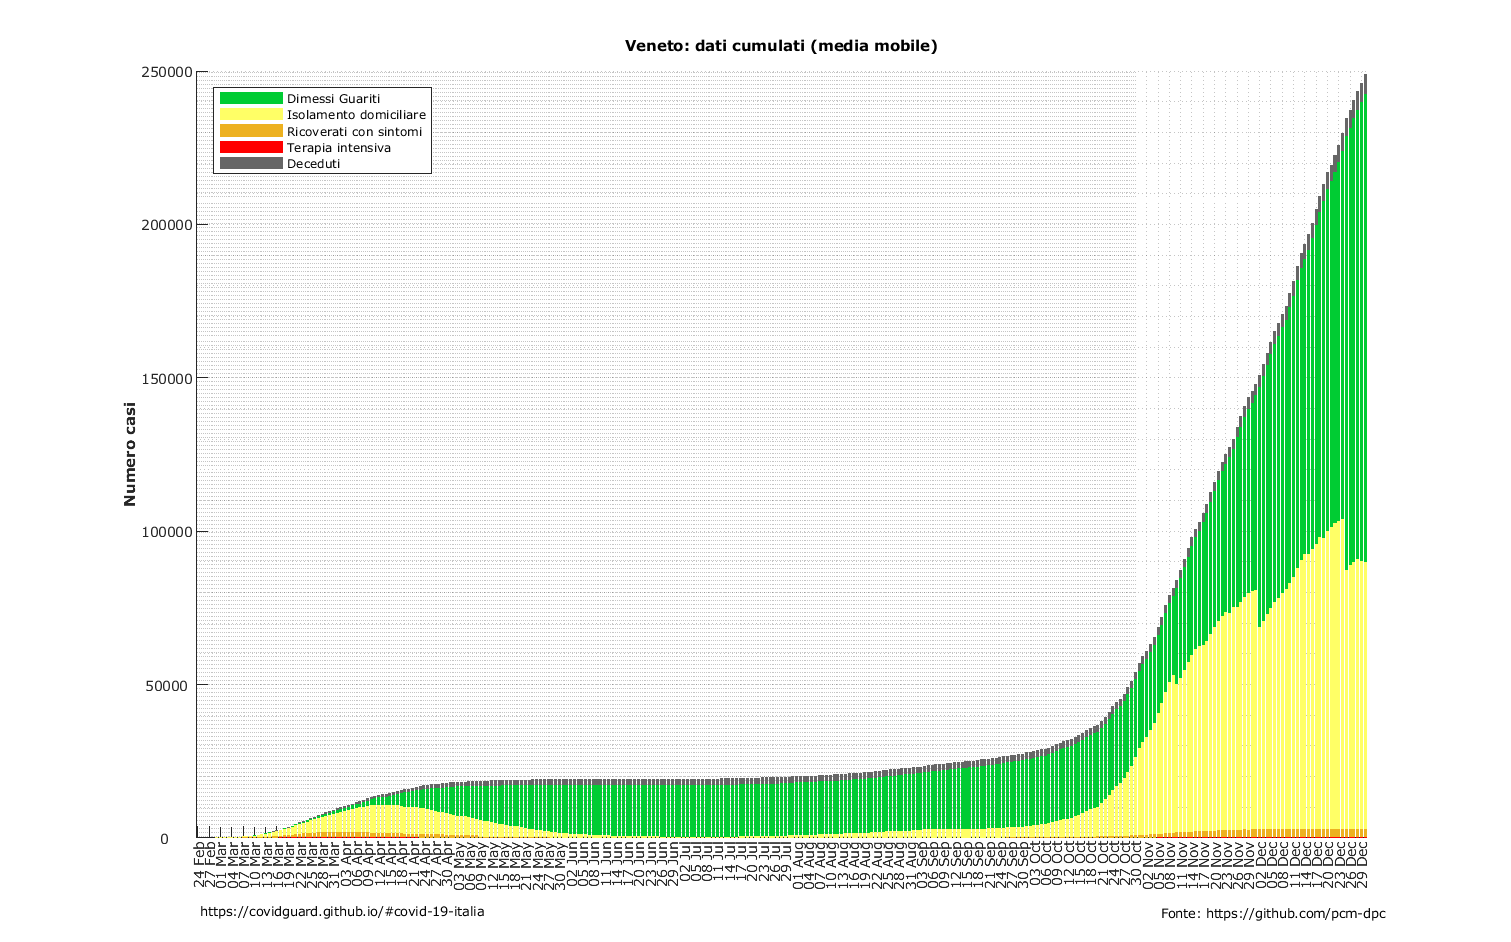 Veneto: dati cumulati (media mobile)
250000
200000
150000
100000
50000
0
Numero casi
Dimessi Guariti
Isolamento domiciliare
Ricoverati con sintomi
Terapia intensiva
Deceduti
24 Feb
27 Feb
01 Mar
04 Mar
07 Mar
10 Mar
13 Mar
16 Mar
19 Mar
22 Mar
25 Mar
28 Mar
31 Mar
03 Apr
06 Apr
09 Apr
12 Apr
15 Apr
18 Apr
21 Apr
24 Apr
27 Apr
30 Apr
03 May
06 May
09 May
12 May
15 May
18 May
21 May
24 May
27 May
30 May
02 Jun
05 Jun
08 Jun
11 Jun
14 Jun
17 Jun
20 Jun
23 Jun
26 Jun
29 Jun
02 Jul
05 Jul
08 Jul
11 Jul
14 Jul
17 Jul
20 Jul
23 Jul
26 Jul
29 Jul
01 Aug
04 Aug
07 Aug
10 Aug
13 Aug
16 Aug
19 Aug
22 Aug
25 Aug
28 Aug
31 Aug
03 Sep
06 Sep
09 Sep
12 Sep
15 Sep
18 Sep
21 Sep
24 Sep
27 Sep
30 Sep
03 Oct
06 Oct
09 Oct
12 Oct
15 Oct
18 Oct
21 Oct
24 Oct
27 Oct
30 Oct
02 Nov
05 Nov
08 Nov
11 Nov
14 Nov
17 Nov
20 Nov
23 Nov
26 Nov
29 Nov
02 Dec
05 Dec
08 Dec
11 Dec
14 Dec
17 Dec
20 Dec
23 Dec
26 Dec
29 Dec
https://covidguard.github.io/#covid-19-italia
Fonte: https://github.com/pcm-dpc